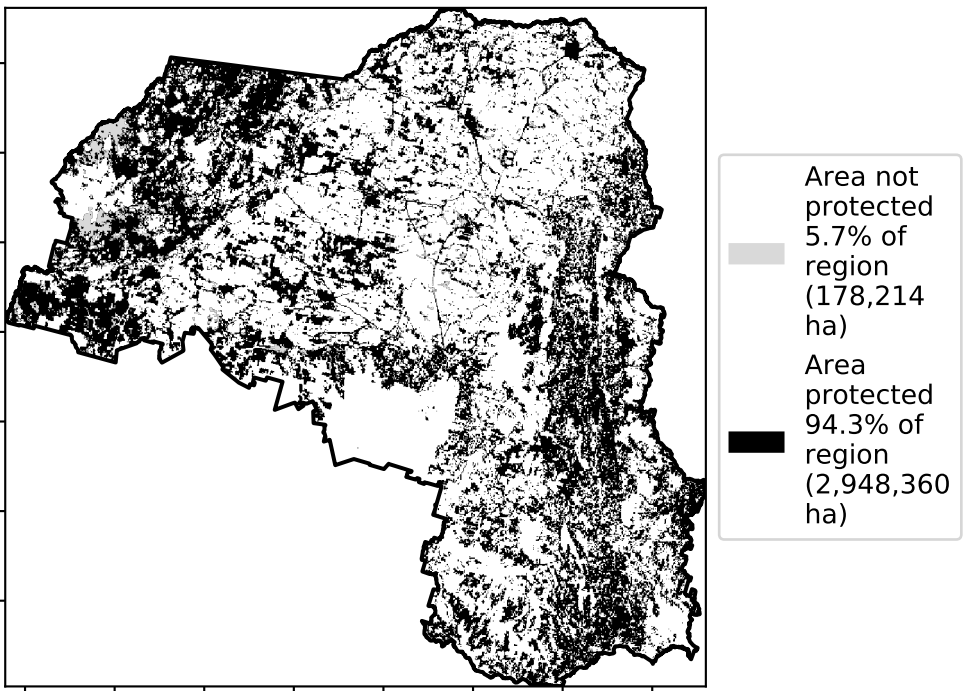 Area not
protected
5.7% of
region
(178,214
ha)
Area
protected
94.3% of
region
(2,948,360
ha)